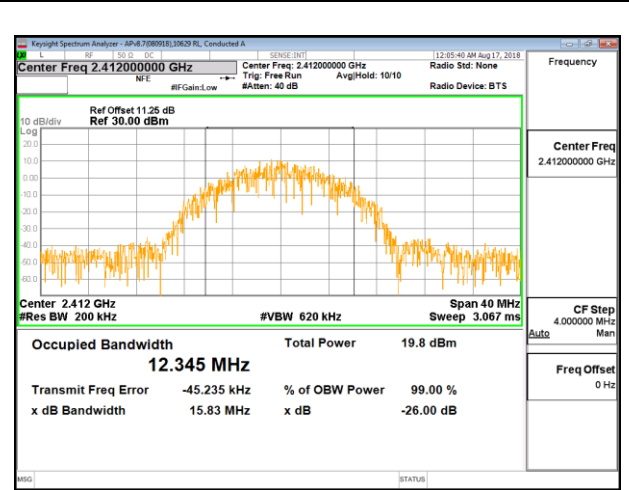 Keysight Spectrum Analyzer - APv8.7(080918),10629 RL, Conducted A
L RF 50 Ω DC SENSE:INT 12:05:40 AM Aug 17, 2018
Center Freq 2.412000000 GHz Center Freq: 2.412000000 GHz Radio Std: None Frequency
NFE Trig: Free Run Avg|Hold: 10/10
#IFGain:Low #Atten: 40 dB Radio Device: BTS
Ref Offset 11.25 dB
10 dB/div Ref 30.00 dBm
Log
20.0
10.0
0.00
-10.0
-20.0
-30.0
-40.0
-50.0
-60.0
Center Freq
2.412000000 GHz
Center 2.412 GHz Span 40 MHz
#Res BW 200 kHz #VBW 620 kHz Sweep 3.067 ms
CF Step
4.000000 MHz
Auto Man
Occupied Bandwidth Total Power 19.8 dBm
12.345 MHz
Transmit Freq Error -45.235 kHz % of OBW Power 99.00 %
x dB Bandwidth 15.83 MHz x dB -26.00 dB
Freq Offset
0 Hz
MSG STATUS